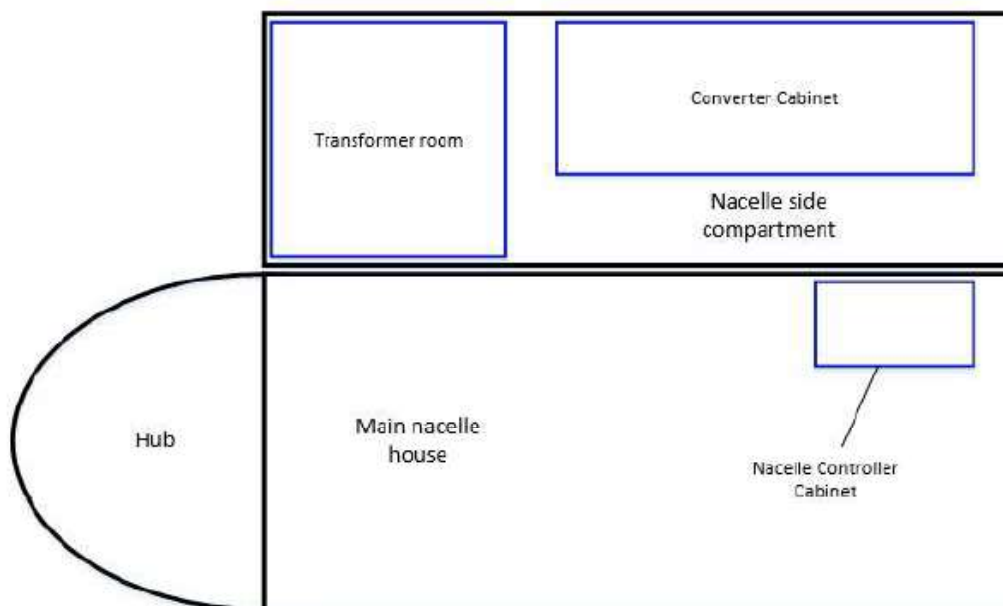 Converter Cabinet
Transformer room
Nacelle side
compartment
Hub
Main nacelle
house
Nacelle Controller
Cabinet